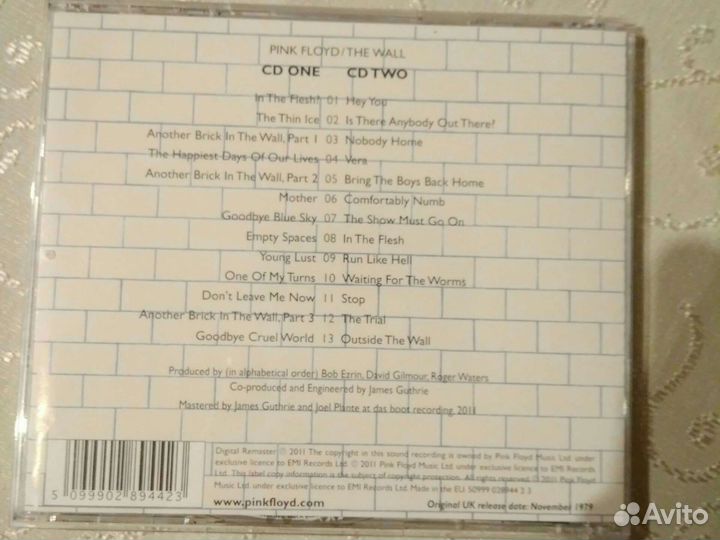 PINK FLOYD/THE WALL
CD ONE CD TWO
In The Flesh? 01 Hey You
The Thin Ice 02 Is There Anybody Out There?
Another Brick In The Wall, Part 1 03 Nobody Home
The Happiest Days Of Our Lives 04 Vera
Another Brick In The Wall, Part 2 05 Bring The Boys Back Home
Mother 06 Comfortably Numb
Goodbye Blue Sky 07 The Show Must Go On
Empty Spaces 08 In The Flesh
Young Lust 09 Run Like Hell
One Of My Turns 10 Waiting For The Worms
Don't Leave Me Now 11 Stop
Another Brick In The Wall, Part 3 12 The Trial
Goodbye Cruel World 13 Outside The Wall
Produced by (in alphabetical order) Bob Ezrin, David Gilmour, Roger Waters
Co-produced and Engineered by James Guthrie
Mastered by James Guthrie and Joel Plante at das boot recording, 2011
Digital Remaster ℗ 2011 The copyright in this sound recording is owned by Pink Floyd Music Ltd. under
exclusive licence to EMI Records Ltd. © 2011 Pink Floyd Music Ltd. under exclusive licence to EMI Records
Ltd. This label copy information is the subject of copyright protection. All rights reserved. © 2011 Pink Floyd
Music Ltd. under exclusive licence to EMI Records Ltd. Made in the EU. 50999 028944 2 3
5 099902 894423
www.pinkfloyd.com Original UK release date: November 1979
Avito